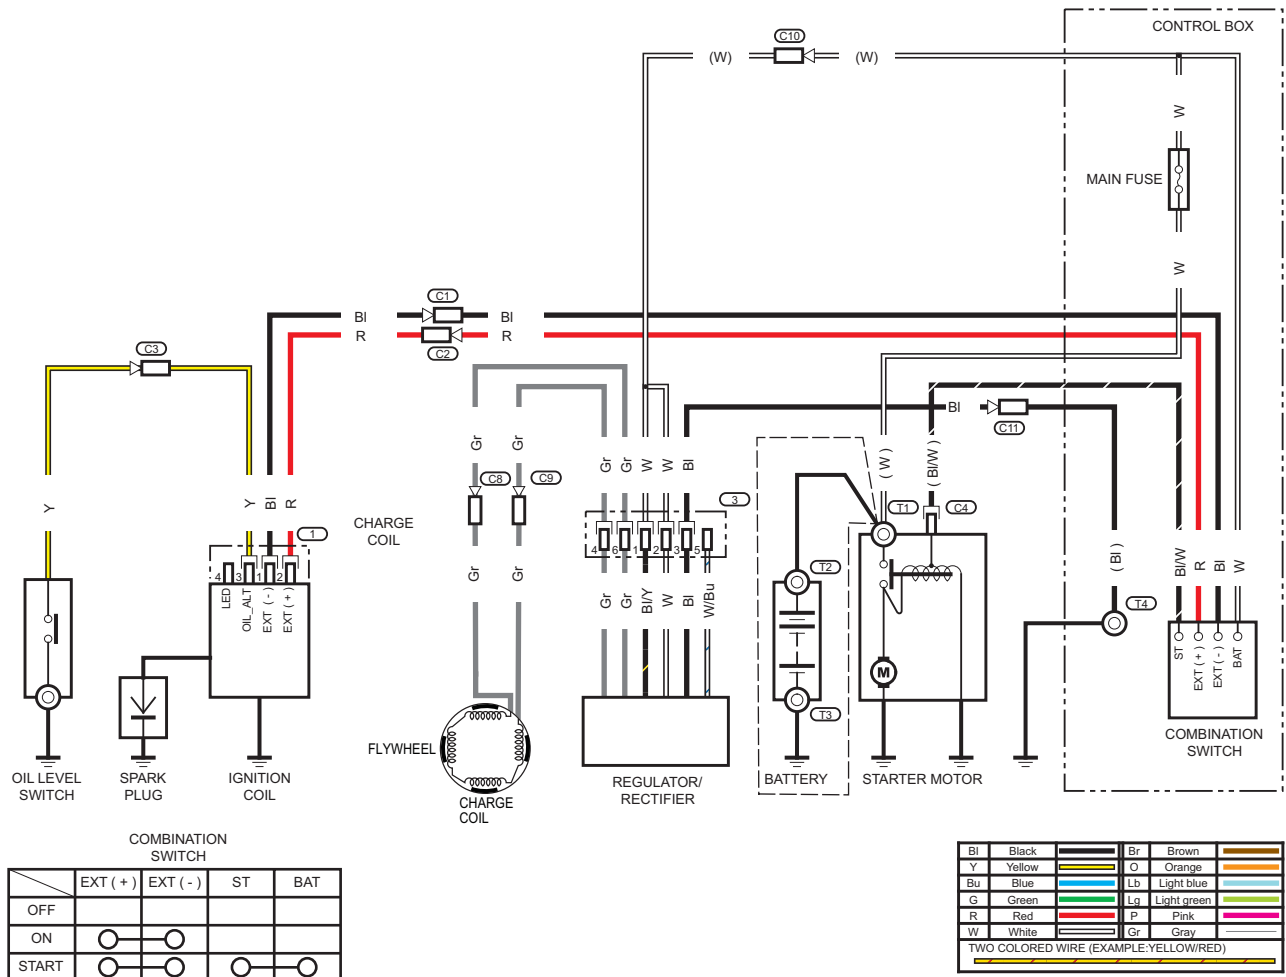 CONTROL BOX
C10
(W)
(W)
W
MAIN FUSE
W
C1
Bl
Bl
R
R
C2
C3
Bl
C11
Gr
Gr
Gr
Gr
W
W
Bl
( W )
( Bl/W )
C8
C9
3
T1
C4
Y
Y
Bl
R
1
CHARGE
COIL
4
6
1
2
3
5
( Bl )
Bl/W
R
Bl
W
4
3
1
2
LED
OIL_ALT
EXT ( - )
EXT ( + )
Gr
Gr
Gr
Gr
Bl/Y
W
Bl
W/Bu
T2
T4
ST
EXT ( + )
EXT ( - )
BAT
M
T3
FLYWHEEL
CHARGE
COIL
OIL LEVEL
SWITCH
SPARK
PLUG
IGNITION
COIL
REGULATOR/
RECTIFIER
BATTERY
STARTER MOTOR
COMBINATION
SWITCH
COMBINATION
SWITCH
EXT ( + ) EXT ( - ) ST BAT
OFF
ON
START
Bl Black Br Brown
Y Yellow O Orange
Bu Blue Lb Light blue
G Green Lg Light green
R Red P Pink
W White Gr Gray
TWO COLORED WIRE (EXAMPLE:YELLOW/RED)